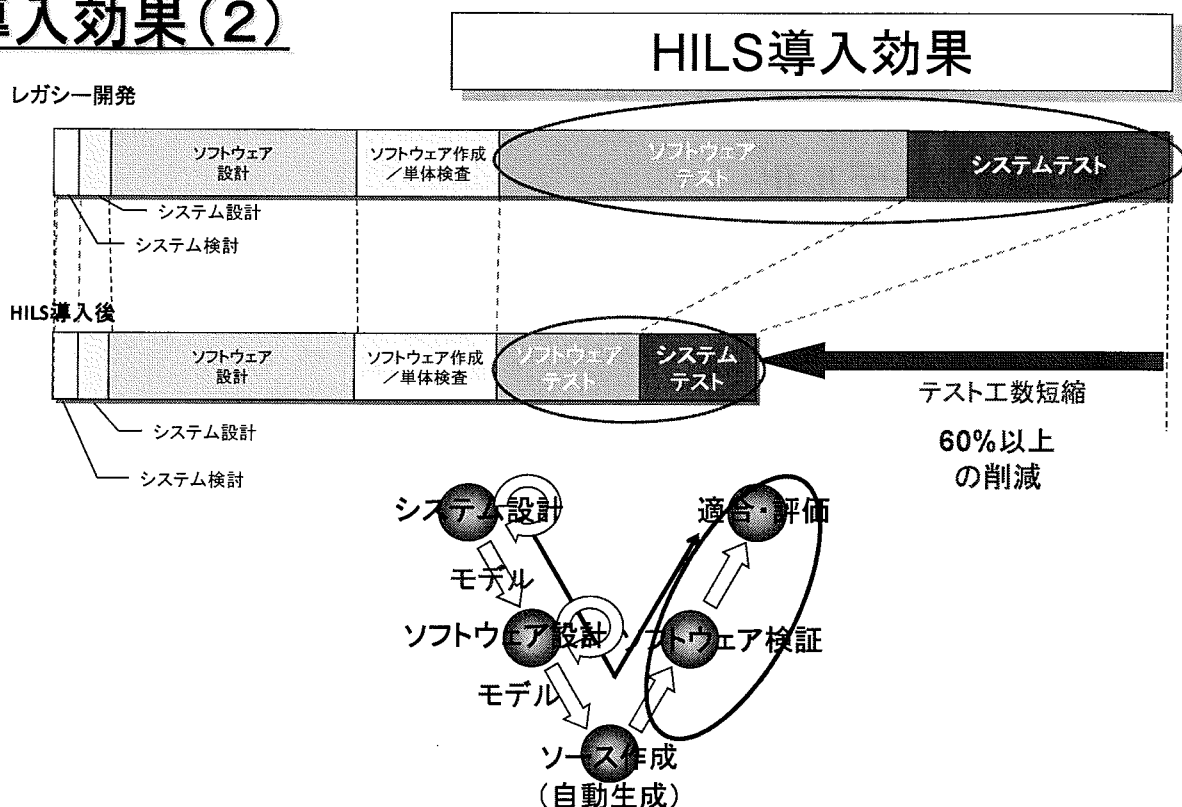 導入効果(2)
HILS導入効果
レガシー開発
ソフトウェア
設計
ソフトウェア作成
/単体検査
ソフトウェア
テスト
システムテスト
システム設計
システム検討
HILS導入後
ソフトウェア
設計
ソフトウェア作成
/単体検査
ソフトウェア
テスト
システム
テスト
テスト工数短縮
60%以上
の削減
システム設計
システム検討
システム設計
適合・評価
モデル
ソフトウェア設計
ソフトウェア検証
モデル
ソース作成
(自動生成)